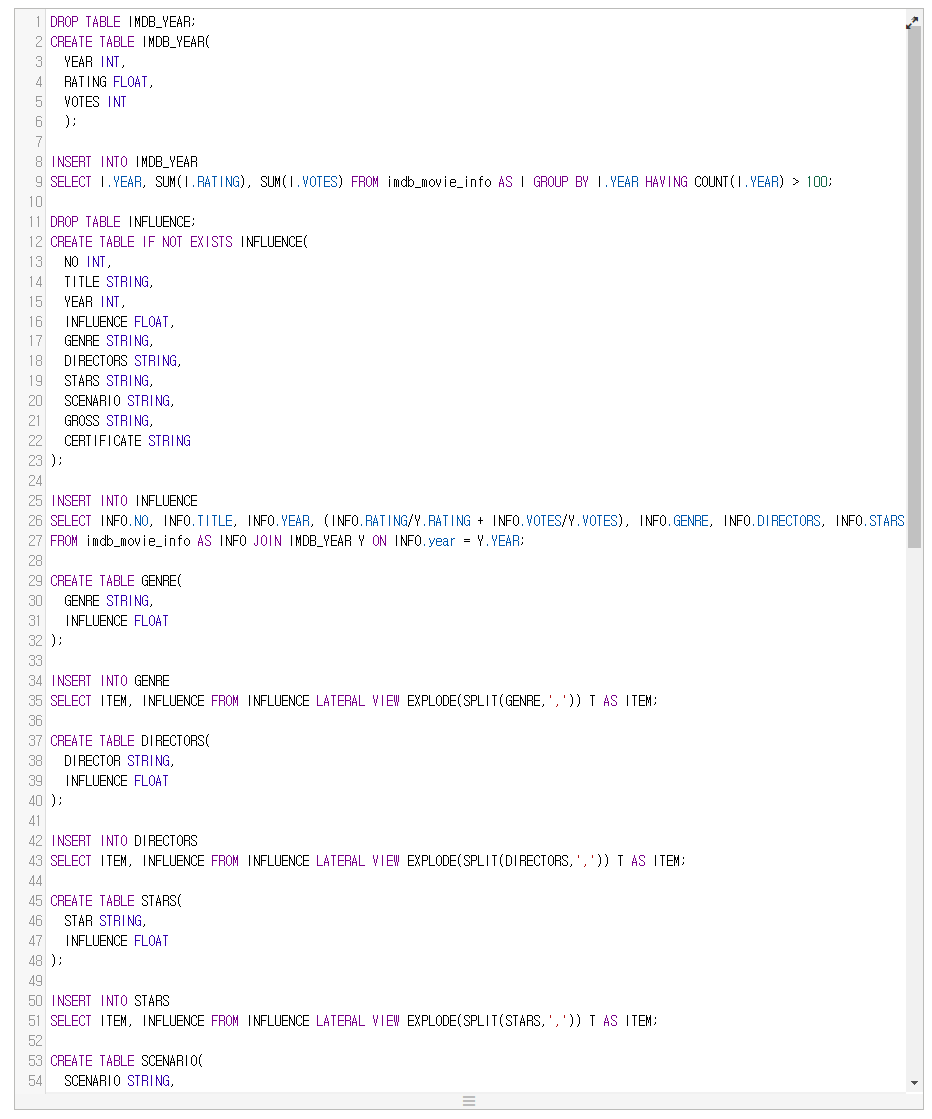 1 DROP TABLE IMDB_YEAR;
2 CREATE TABLE IMDB_YEAR(
3 YEAR INT,
4 RATING FLOAT,
5 VOTES INT
6 );
7
8 INSERT INTO IMDB_YEAR
9 SELECT I.YEAR, SUM(I.RATING), SUM(I.VOTES) FROM imdb_movie_info AS I GROUP BY I.YEAR HAVING COUNT(I.YEAR) > 100;
10
11 DROP TABLE INFLUENCE;
12 CREATE TABLE IF NOT EXISTS INFLUENCE(
13 NO INT,
14 TITLE STRING,
15 YEAR INT,
16 INFLUENCE FLOAT,
17 GENRE STRING,
18 DIRECTORS STRING,
19 STARS STRING,
20 SCENARIO STRING,
21 GROSS STRING,
22 CERTIFICATE STRING
23 );
24
25 INSERT INTO INFLUENCE
26 SELECT INFO.NO, INFO.TITLE, INFO.YEAR, (INFO.RATING/Y.RATING + INFO.VOTES/Y.VOTES), INFO.GENRE, INFO.DIRECTORS, INFO.STARS
27 FROM imdb_movie_info AS INFO JOIN IMDB_YEAR Y ON INFO.year = Y.YEAR;
28
29 CREATE TABLE GENRE(
30 GENRE STRING,
31 INFLUENCE FLOAT
32 );
33
34 INSERT INTO GENRE
35 SELECT ITEM, INFLUENCE FROM INFLUENCE LATERAL VIEW EXPLODE(SPLIT(GENRE,',')) T AS ITEM;
36
37 CREATE TABLE DIRECTORS(
38 DIRECTOR STRING,
39 INFLUENCE FLOAT
40 );
41
42 INSERT INTO DIRECTORS
43 SELECT ITEM, INFLUENCE FROM INFLUENCE LATERAL VIEW EXPLODE(SPLIT(DIRECTORS,',')) T AS ITEM;
44
45 CREATE TABLE STARS(
46 STAR STRING,
47 INFLUENCE FLOAT
48 );
49
50 INSERT INTO STARS
51 SELECT ITEM, INFLUENCE FROM INFLUENCE LATERAL VIEW EXPLODE(SPLIT(STARS,',')) T AS ITEM;
52
53 CREATE TABLE SCENARIO(
54 SCENARIO STRING,